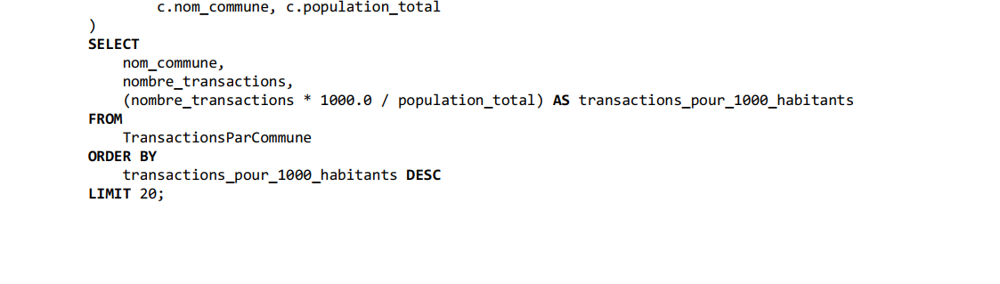 c.nom_commune, c.population_total
)
SELECT
nom_commune,
nombre_transactions,
(nombre_transactions * 1000.0 / population_total) AS transactions_pour_1000_habitants
FROM
TransactionsParCommune
ORDER BY
transactions_pour_1000_habitants DESC
LIMIT 20;